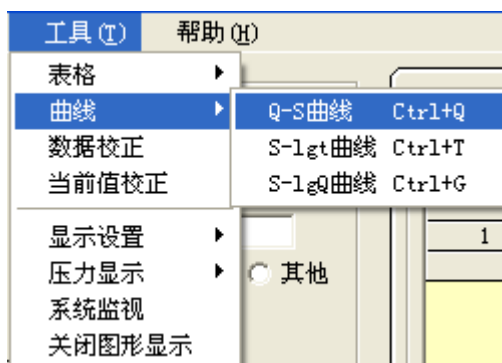 工具(T) 帮助(H)
表格
曲线
数据校正
当前值校正
显示设置
压力显示
系统监视
关闭图形显示
Q-S曲线 Ctrl+Q
S-lgt曲线 Ctrl+T
S-lgQ曲线 Ctrl+G
其他
1